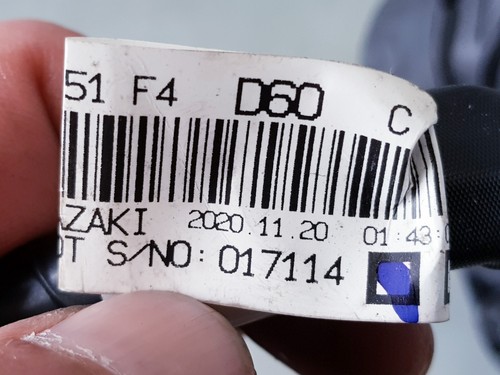 51 F4 D60 C
AZAKI 2020.11.20 01:43:
OT S/NO: 017114